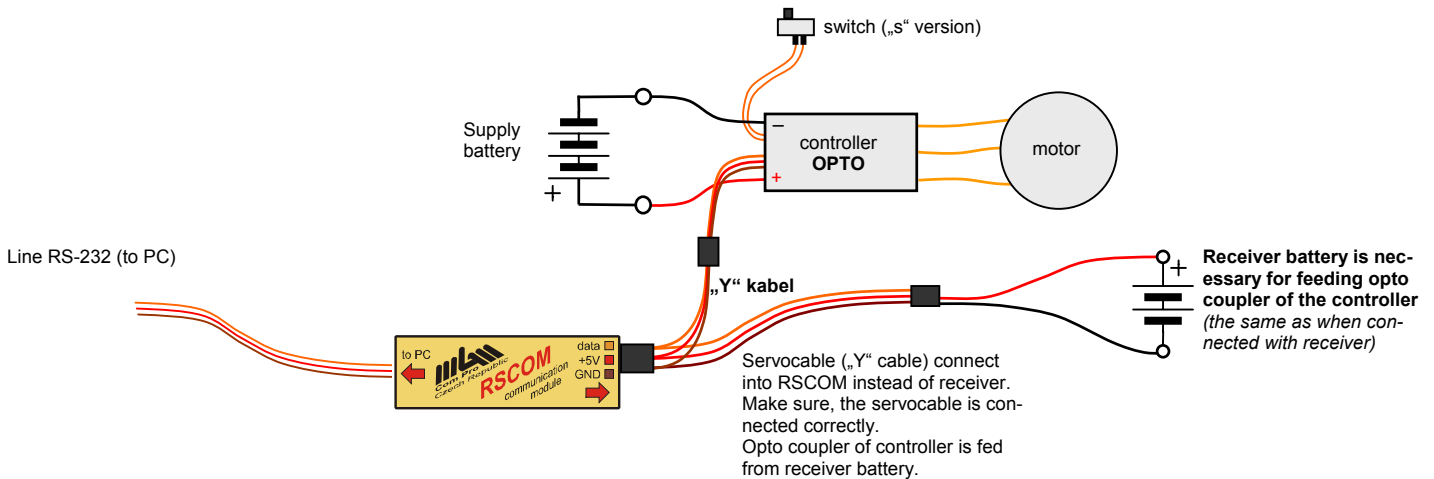 switch („s“ version)
Supply
battery
+
–
controller
OPTO
+
motor
Line RS-232 (to PC)
„Y“ kabel
+
Receiver battery is nec-
essary for feeding opto
coupler of the controller
(the same as when con-
nected with receiver)
to PC
Com Pro
Czech Republic
RSCOM
communication
module
data
+5V
GND
Servocable („Y“ cable) connect
into RSCOM instead of receiver.
Make sure, the servocable is con-
nected correctly.
Opto coupler of controller is fed
from receiver battery.